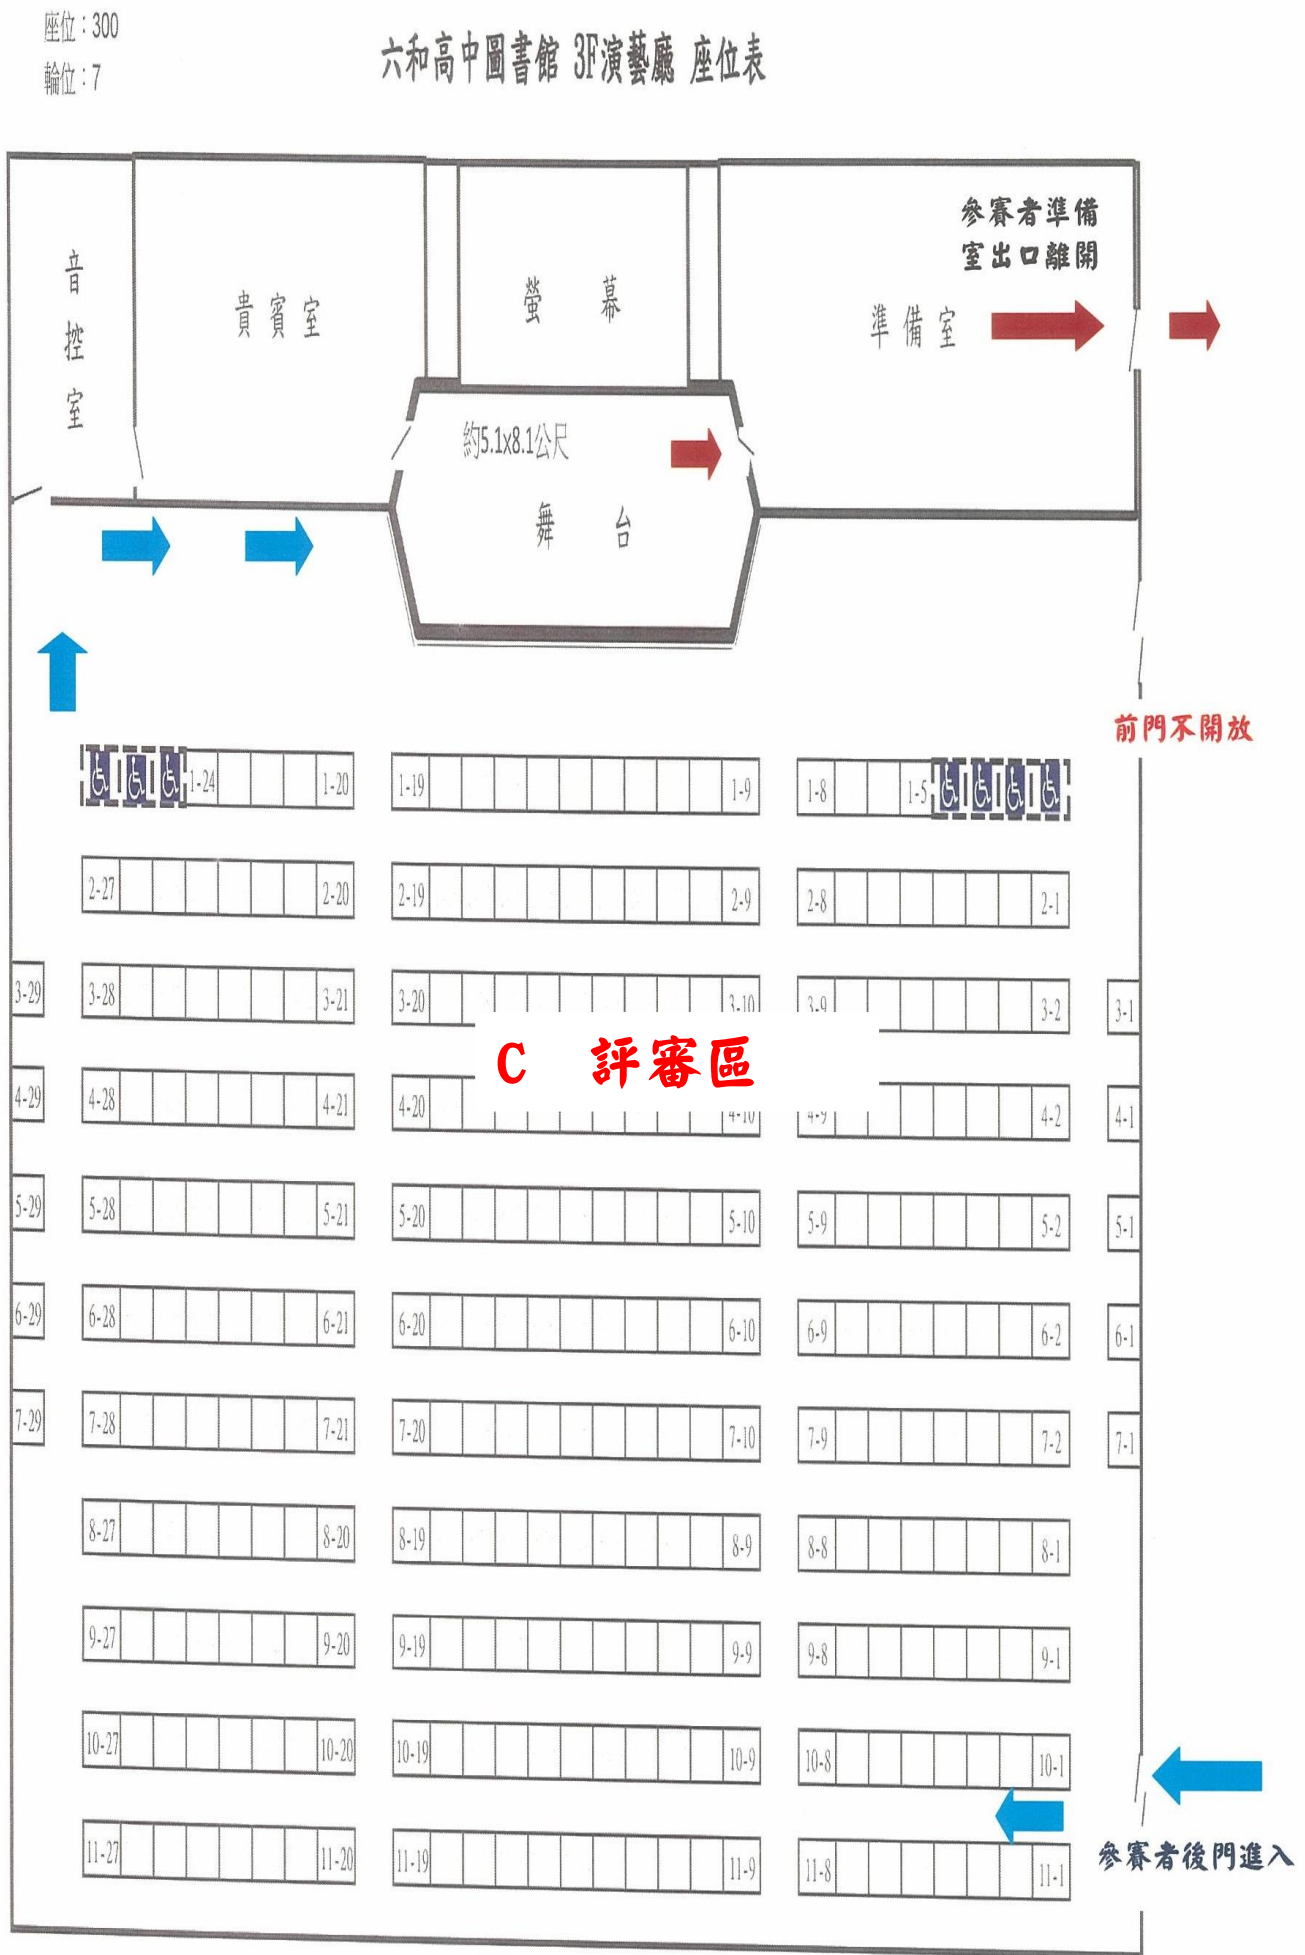 座位：300
輪位：7
六和高中圖書館 3F演藝廳 座位表
參賽者準備
室出口離開
音控室
貴賓室
螢幕
準備室
約5.1x8.1公尺
舞台
前門不開放
1-24 1-20 1-19 1-9 1-8 1-5
2-27 2-20 2-19 2-9 2-8 2-1
3-29 3-28 3-21 3-20 3-10 3-9 3-2 3-1
C 評審區
4-29 4-28 4-21 4-20 4-10 4-9 4-2 4-1
5-29 5-28 5-21 5-20 5-10 5-9 5-2 5-1
6-29 6-28 6-21 6-20 6-10 6-9 6-2 6-1
7-29 7-28 7-21 7-20 7-10 7-9 7-2 7-1
8-27 8-20 8-19 8-9 8-8 8-1
9-27 9-20 9-19 9-9 9-8 9-1
10-27 10-20 10-19 10-9 10-8 10-1
11-27 11-20 11-19 11-9 11-8 11-1
參賽者後門進入